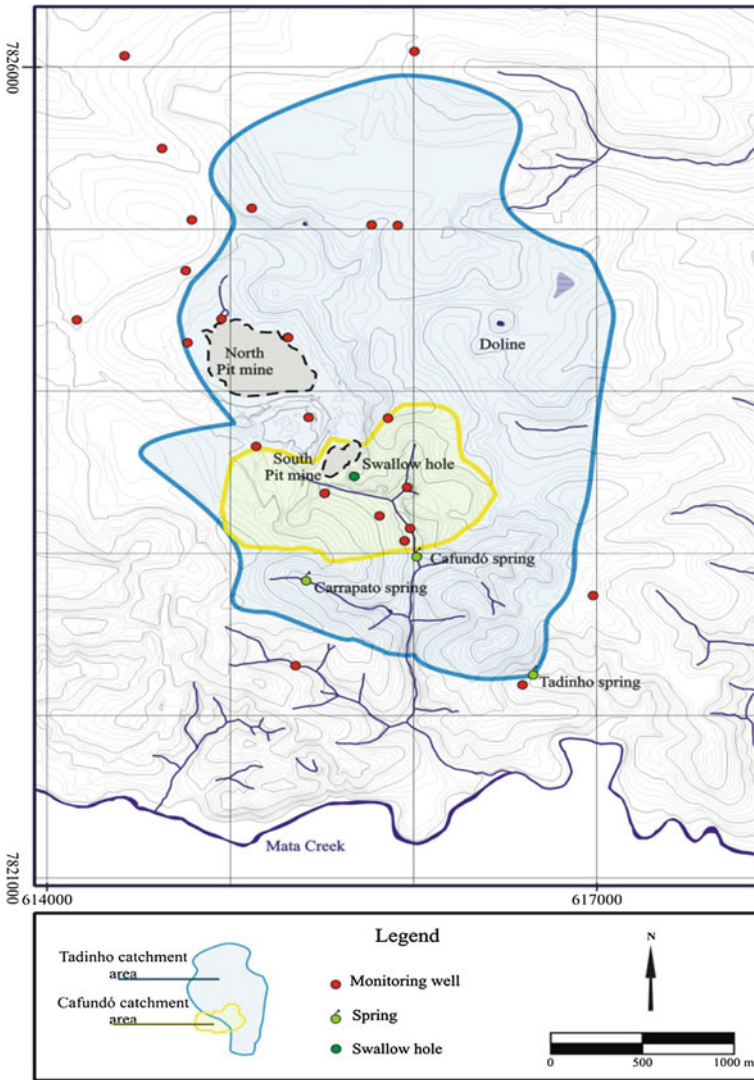 7826000
North
Pit mine
Doline
South
Pit mine
Swallow hole
Cafundó spring
Carrapato spring
Tadinho spring
Mata Creek
7821000
614000
617000
Legend
Tadinho catchment
area
Cafundó catchment
area
Monitoring well
Spring
Swallow hole
N
0
500
1000 m